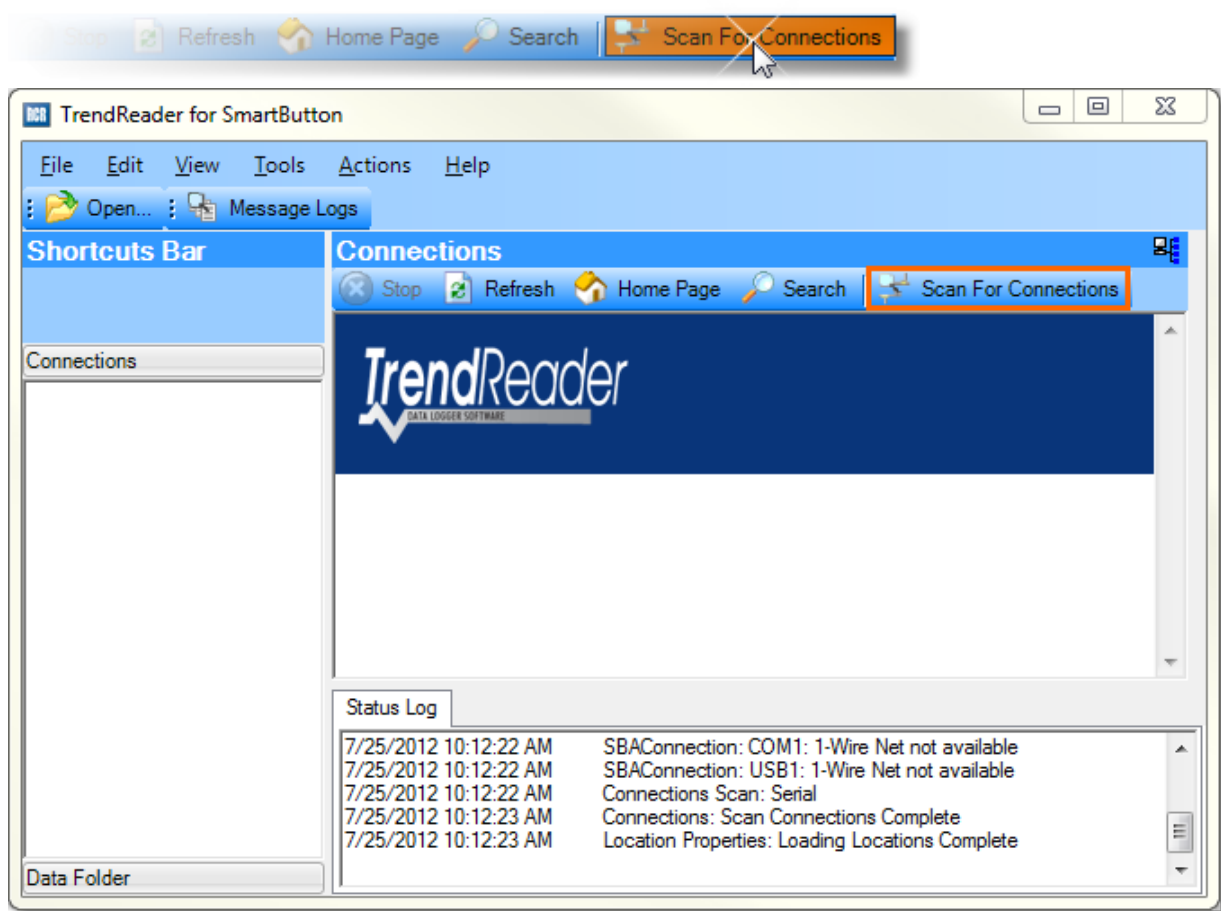 Stop Refresh Home Page Search Scan For Connections
ACR TrendReader for SmartButton
File Edit View Tools Actions Help
Open... Message Logs
Shortcuts Bar
Connections
Stop Refresh Home Page Search Scan For Connections
Connections
TrendReader
DATA LOGGER SOFTWARE
Status Log
7/25/2012 10:12:22 AM SBAConnection: COM1: 1-Wire Net not available
7/25/2012 10:12:22 AM SBAConnection: USB1: 1-Wire Net not available
7/25/2012 10:12:22 AM Connections Scan: Serial
7/25/2012 10:12:23 AM Connections: Scan Connections Complete
7/25/2012 10:12:23 AM Location Properties: Loading Locations Complete
Data Folder